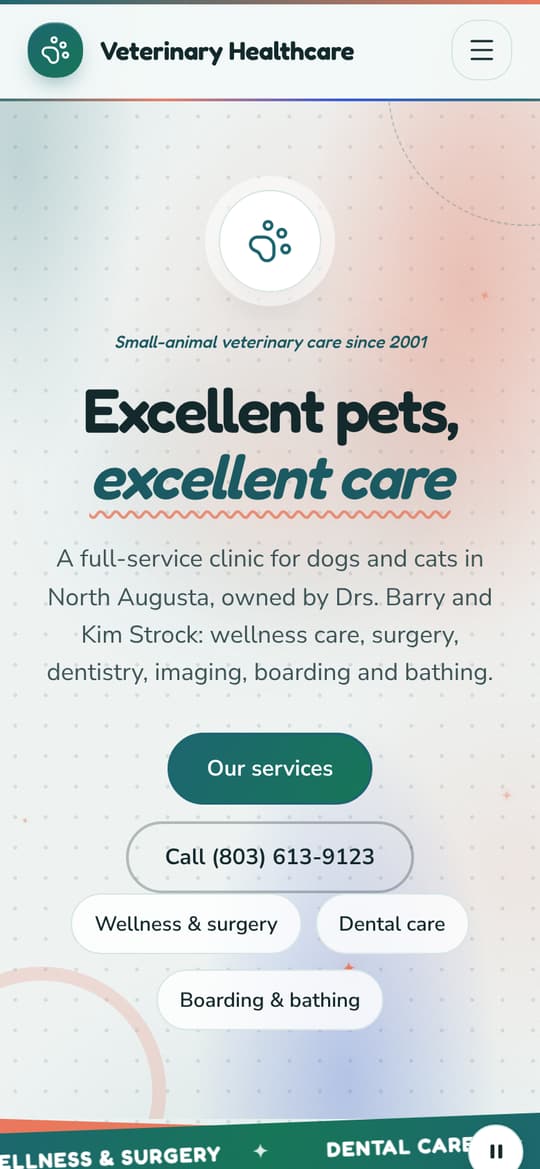 Veterinary Healthcare
Small-animal veterinary care since 2001
Excellent pets,
excellent care
A full-service clinic for dogs and cats in
North Augusta, owned by Drs. Barry and
Kim Strock: wellness care, surgery,
dentistry, imaging, boarding and bathing.
Our services
Call (803) 613-9123
Wellness & surgery
Dental care
Boarding & bathing
ELLNESS & SURGERY ✦ DENTAL CARE